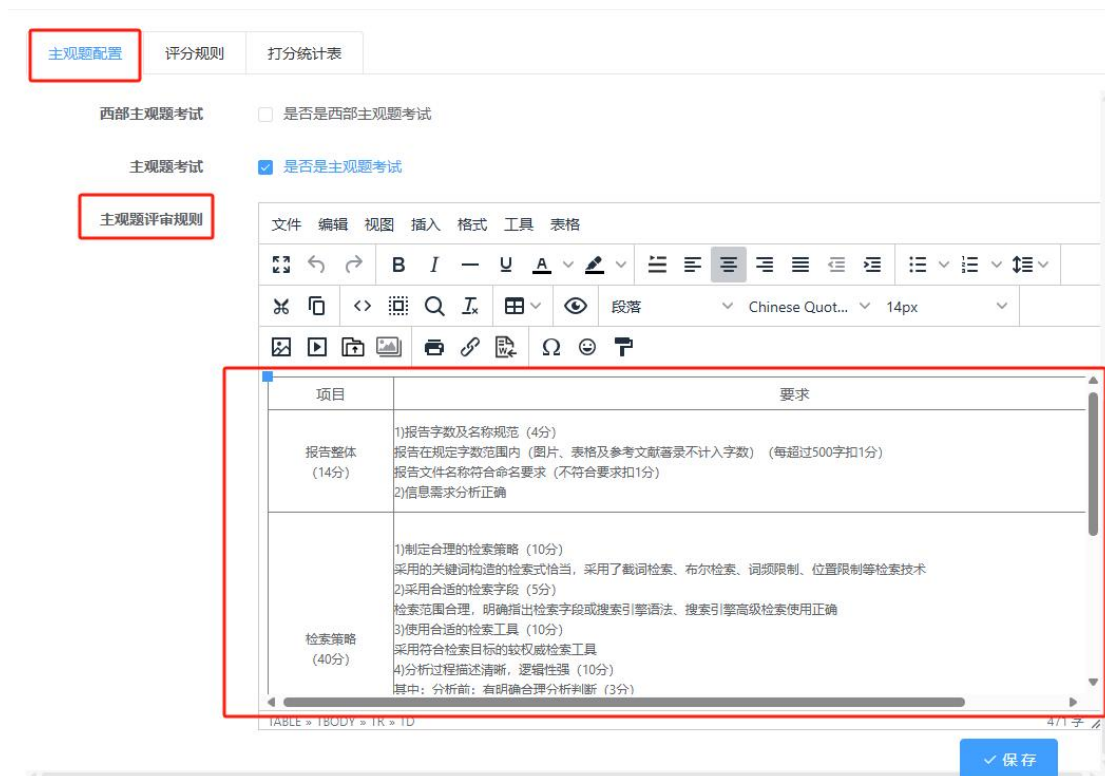 主观题配置 评分规则 打分统计表
西部主观题考试 是否是西部主观题考试
主观题考试 是否是主观题考试
主观题评审规则
文件 编辑 视图 插入 格式 工具 表格
段落 Chinese Quot... 14px
项目 要求
报告整体
(14分)
1)报告字数及名称规范（4分）
报告在规定字数范围内（图片、表格及参考文献著录不计入字数）（每超过500字扣1分）
报告文件名称符合命名要求（不符合要求扣1分）
2)信息需求分析正确
检索策略
(40分)
1)制定合理的检索策略（10分）
采用的关键词构造的检索式恰当，采用了截词检索、布尔检索、词频限制、位置限制等检索技术
2)采用合适的检索字段（5分）
检索范围合理，明确指出检索字段或搜索引擎语法、搜索引擎高级检索使用正确
3)使用合适的检索工具（10分）
采用符合检索目标的较权威检索工具
4)分析过程描述清晰，逻辑性强（10分）
其中：分析前：有明确合理分析判断（3分）
TABLE » TBODY » TR » TD 471 字
保存